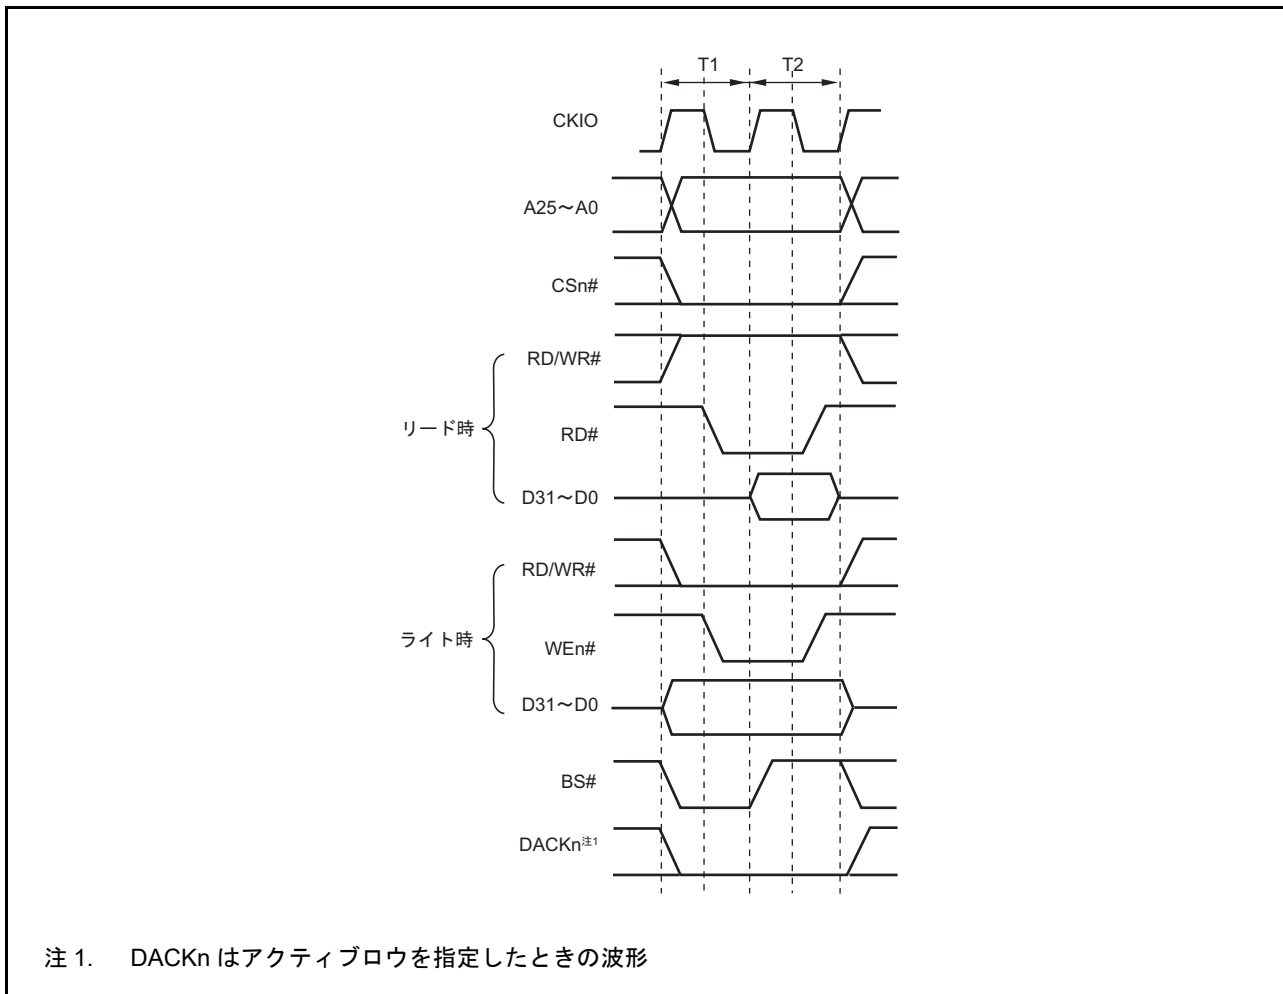 T1 T2
CKIO
A25～A0
CSn#
リード時
RD/WR#
RD#
D31～D0
ライト時
RD/WR#
WEn#
D31～D0
BS#
DACKn注1
注 1. DACKn はアクティブロウを指定したときの波形